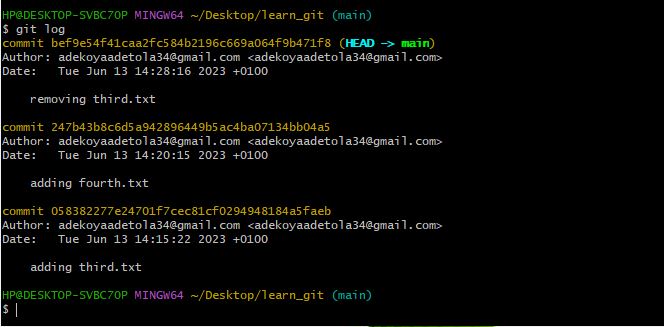 HP@DESKTOP-SVBC7OP MINGW64 ~/Desktop/learn_git (main)
$ git log
commit bef9e54f41caa2fc584b2196c669a064f9b471f8 (HEAD -> main)
Author: adekoyaadetola34@gmail.com <adekoyaadetola34@gmail.com>
Date:   Tue Jun 13 14:28:16 2023 +0100
    removing third.txt
commit 247b43b8c6d5a942896449b5ac4ba07134bb04a5
Author: adekoyaadetola34@gmail.com <adekoyaadetola34@gmail.com>
Date:   Tue Jun 13 14:20:15 2023 +0100
    adding fourth.txt
commit 058382277e24701f7cec81cf0294948184a5faeb
Author: adekoyaadetola34@gmail.com <adekoyaadetola34@gmail.com>
Date:   Tue Jun 13 14:15:22 2023 +0100
    adding third.txt
HP@DESKTOP-SVBC7OP MINGW64 ~/Desktop/learn_git (main)
$